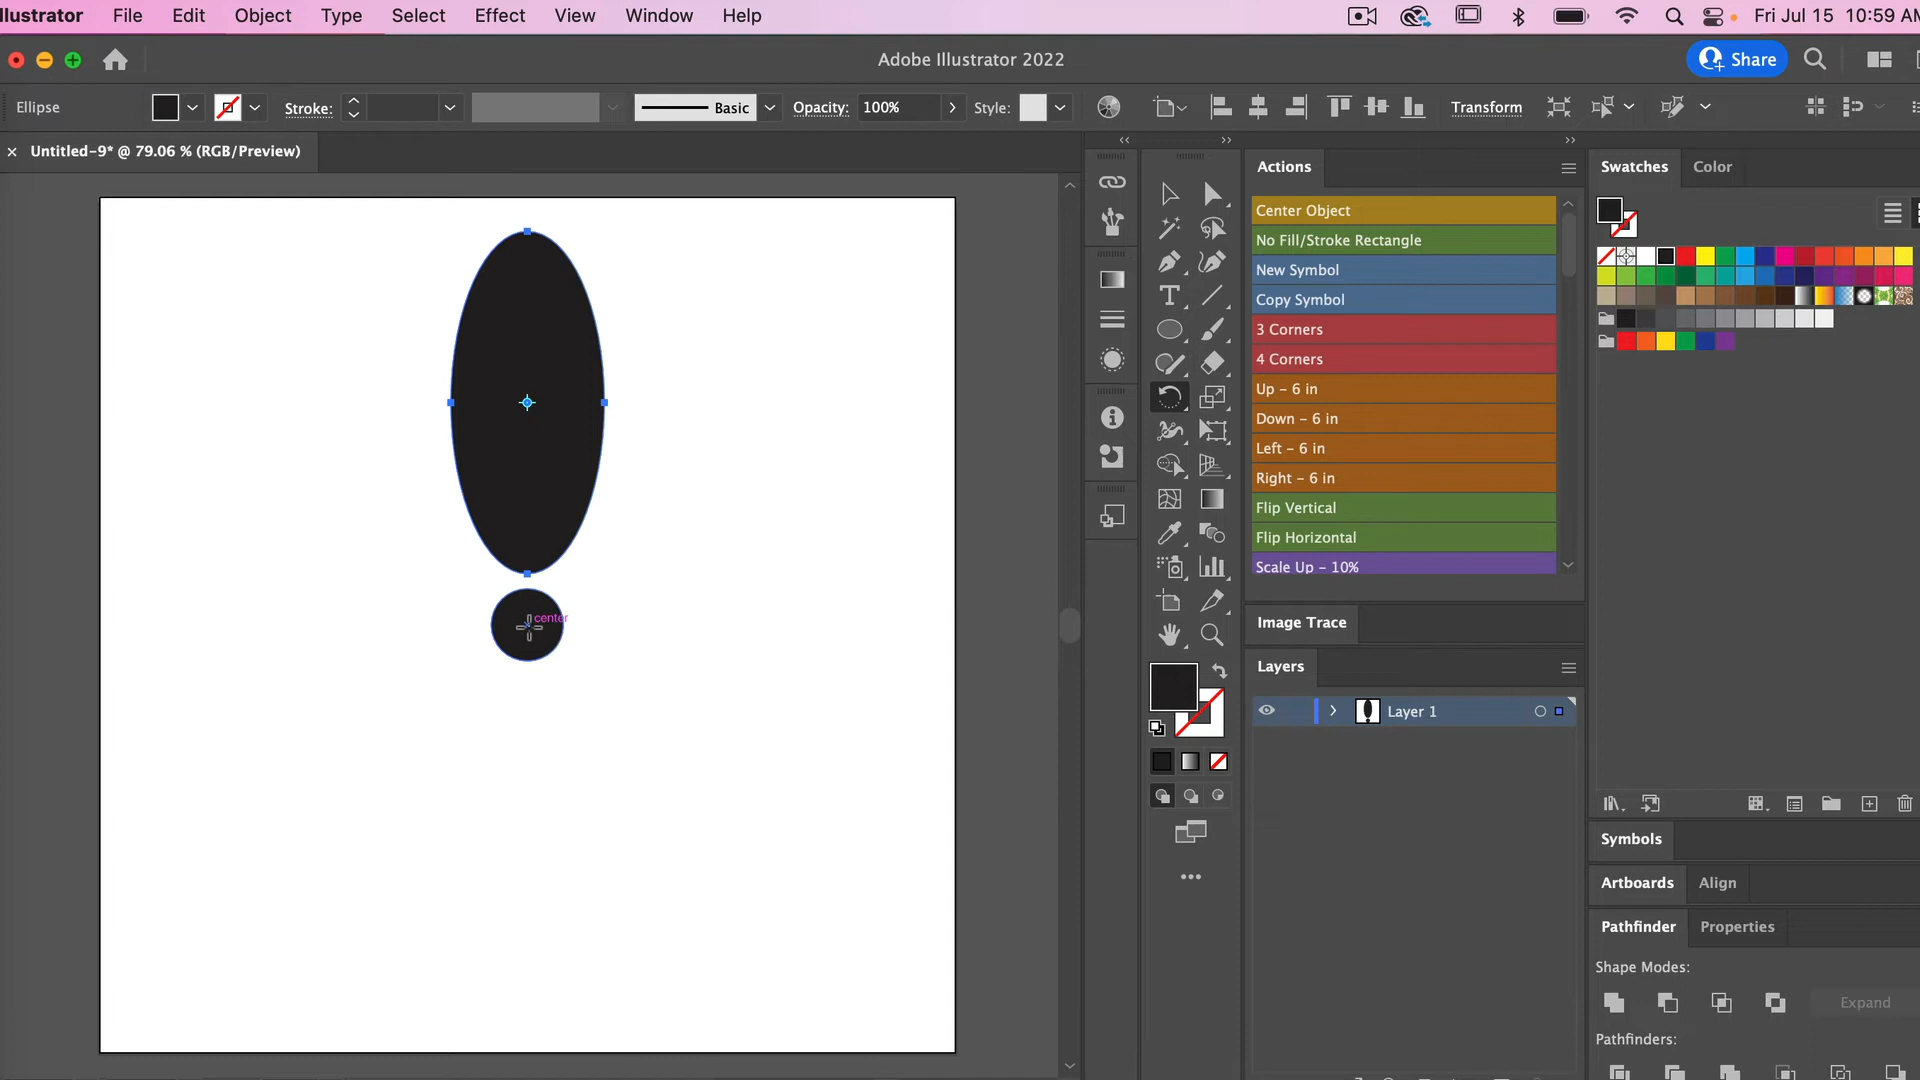 llustrator File Edit Object Type Select Effect View Window Help Fri Jul 15 10:59 AM
Adobe Illustrator 2022 Share
Ellipse Stroke: Basic Opacity: 100% Style: Transform
× Untitled-9* @ 79.06 % (RGB/Preview)
Actions
Center Object
No Fill/Stroke Rectangle
New Symbol
Copy Symbol
3 Corners
4 Corners
Up - 6 in
Down - 6 in
Left - 6 in
Right - 6 in
Flip Vertical
Flip Horizontal
Scale Up - 10%
center
Image Trace
Layers
Layer 1
Swatches Color
Symbols
Artboards Align
Pathfinder Properties
Shape Modes:
Expand
Pathfinders: